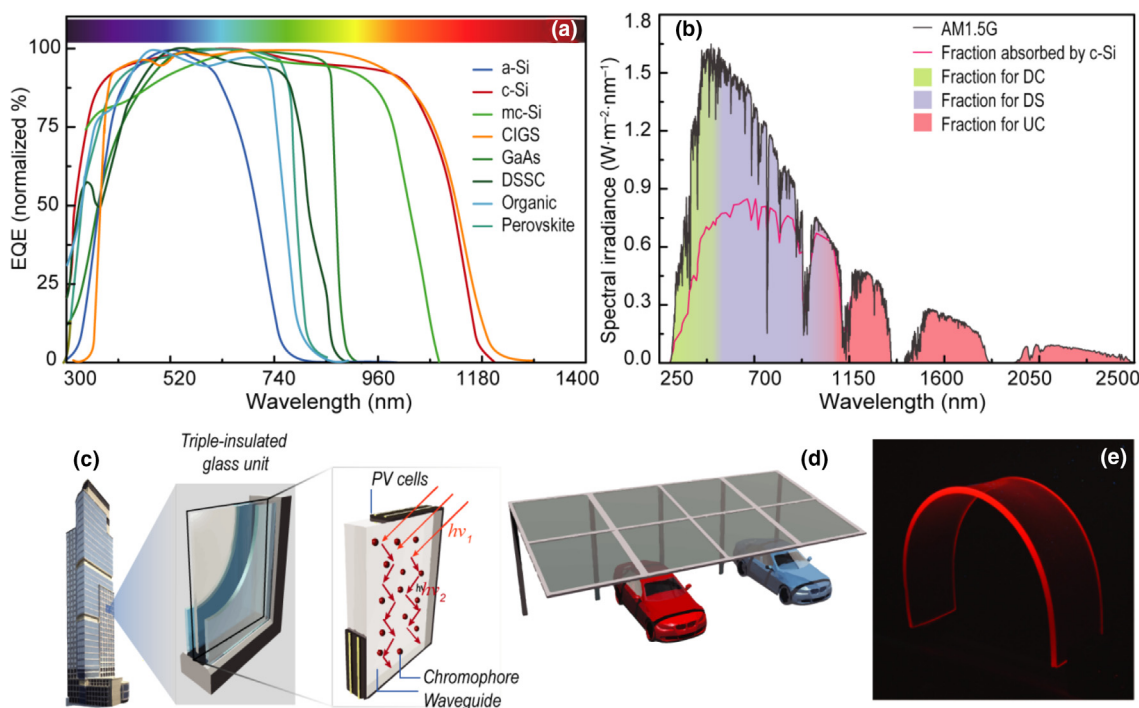 (a)
EQE (normalized %)
100
75
50
25
0
a-Si
c-Si
mc-Si
CIGS
GaAs
DSSC
Organic
Perovskite
300 520 740 960 1180 1400
Wavelength (nm)
(b)
Spectral irradiance (W·m⁻²·nm⁻¹)
1.8
1.5
1.2
0.9
0.6
0.3
0.0
AM1.5G
Fraction absorbed by c-Si
Fraction for DC
Fraction for DS
Fraction for UC
250 700 1150 1600 2050 2500
Wavelength (nm)
(c)
Triple-insulated
glass unit
PV cells
hv₁
hv₂
Chromophore
Waveguide
(d)
(e)